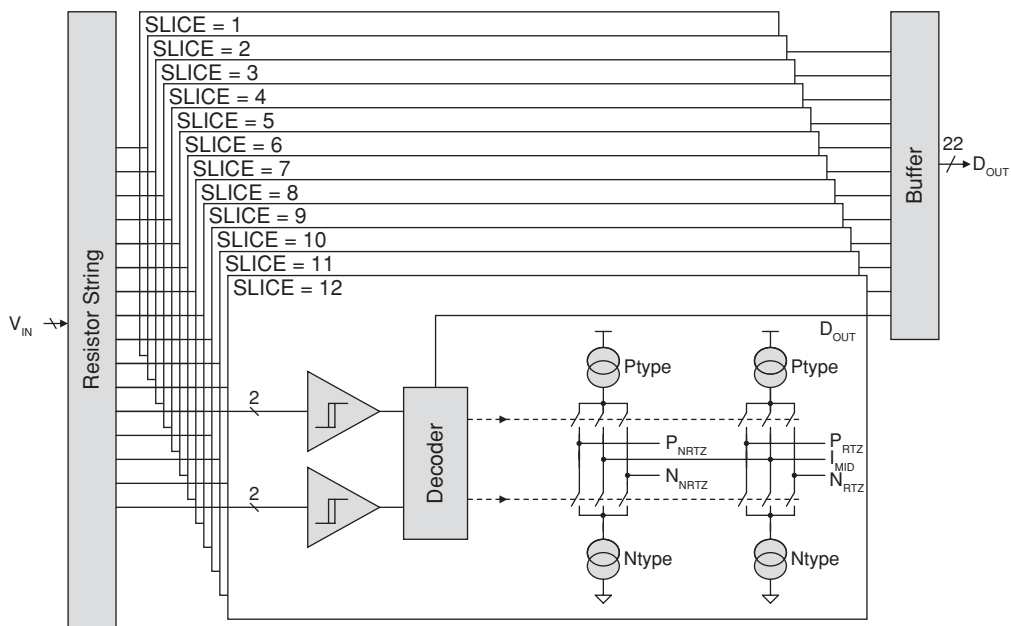 SLICE = 1
SLICE = 2
SLICE = 3
SLICE = 4
SLICE = 5
SLICE = 6
SLICE = 7
SLICE = 8
SLICE = 9
SLICE = 10
SLICE = 11
SLICE = 12
Resistor String
V_IN
Buffer
22
D_OUT
D_OUT
Ptype
Ptype
2
2
Decoder
P_NRTZ
N_NRTZ
P_RTZ
I_MID
N_RTZ
Ntype
Ntype